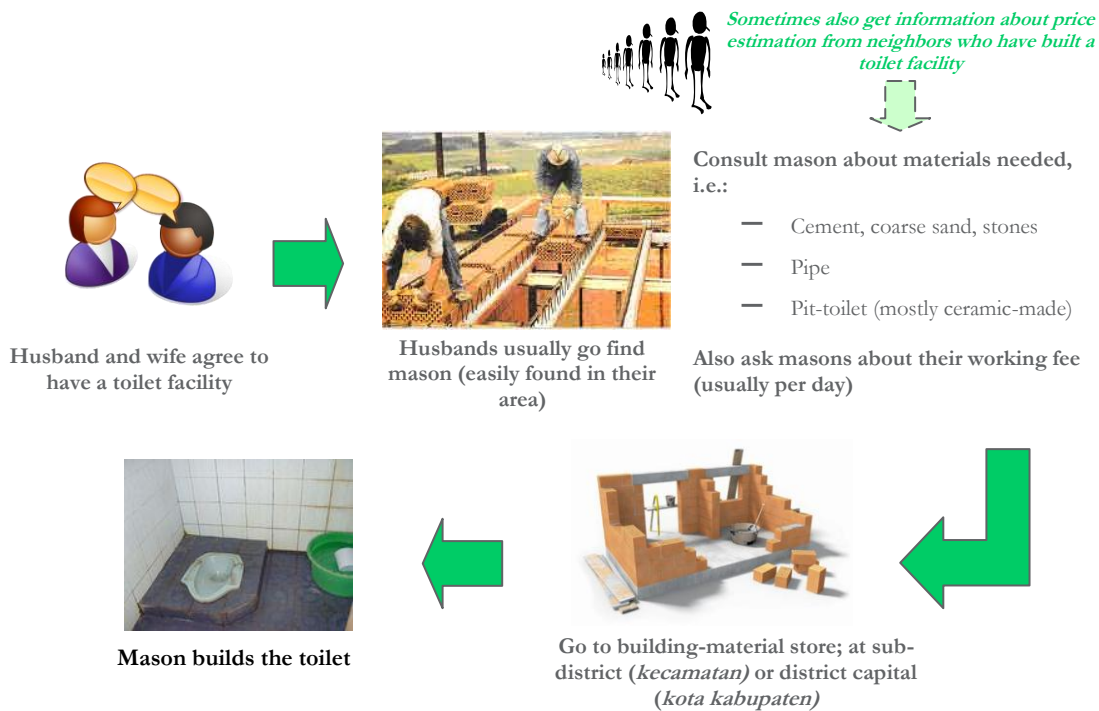 Sometimes also get information about price
estimation from neighbors who have built a
toilet facility
Husband and wife agree to
have a toilet facility
Husbands usually go find
mason (easily found in their
area)
Consult mason about materials needed,
i.e.:
— Cement, coarse sand, stones
— Pipe
— Pit-toilet (mostly ceramic-made)
Also ask masons about their working fee
(usually per day)
Go to building-material store; at sub-
district (kecamatan) or district capital
(kota kabupaten)
Mason builds the toilet